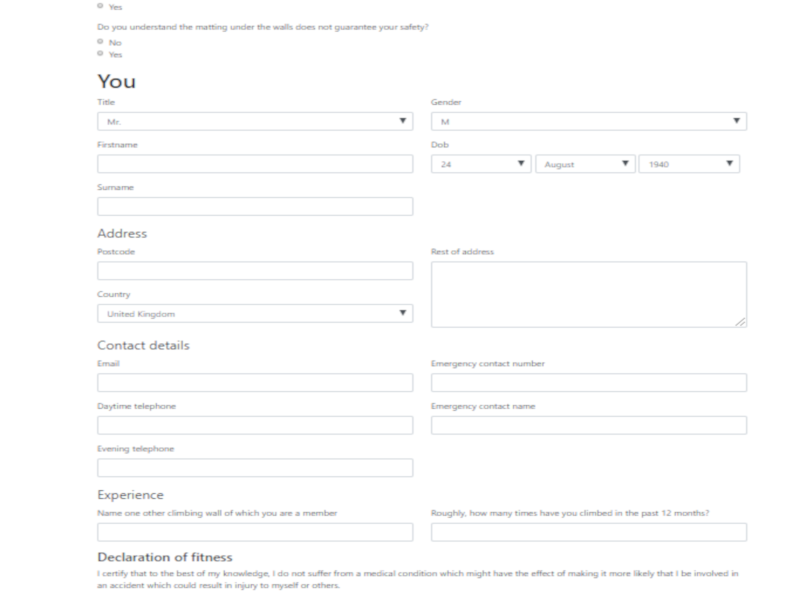 Yes
Do you understand the matting under the walls does not guarantee your safety?
No
Yes
You
Title
Gender
Mr.
M
Firstname
Dob
24
August
1940
Surname
Address
Postcode
Rest of address
Country
United Kingdom
Contact details
Email
Emergency contact number
Daytime telephone
Emergency contact name
Evening telephone
Experience
Name one other climbing wall of which you are a member
Roughly, how many times have you climbed in the past 12 months?
Declaration of fitness
I certify that to the best of my knowledge, I do not suffer from a medical condition which might have the effect of making it more likely that I be involved in
an accident which could result in injury to myself or others.